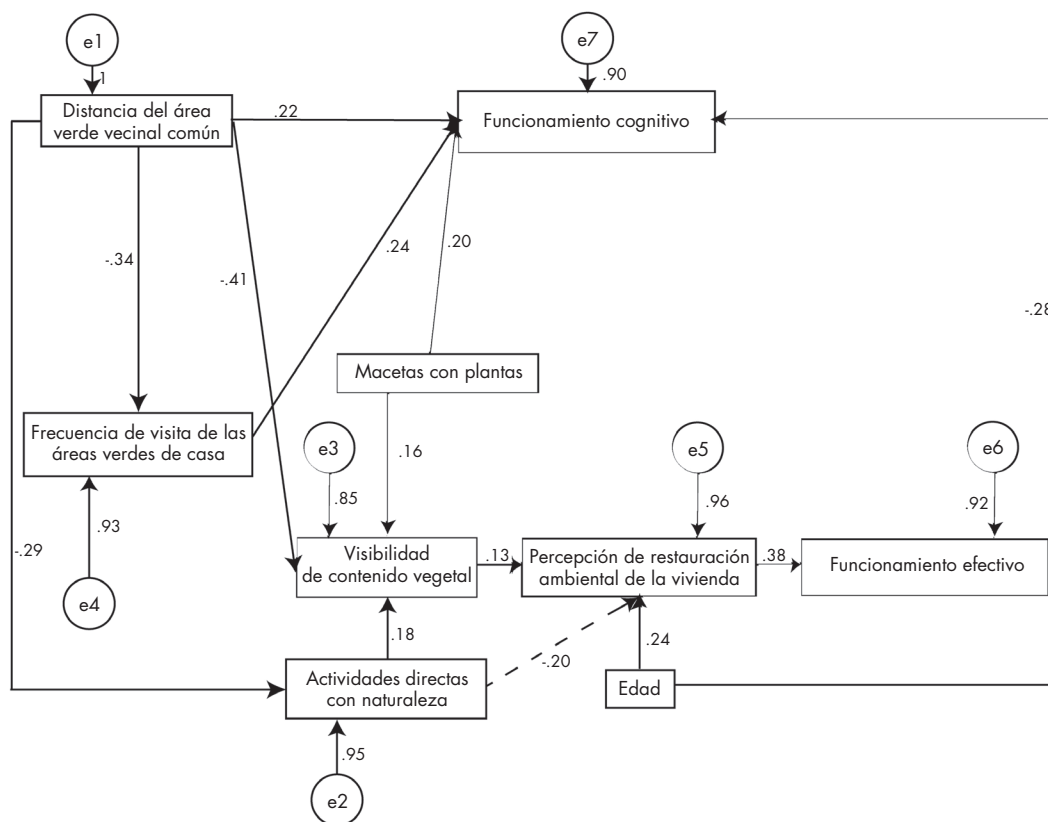 e1
e7
1
.90
Distancia del área
verde vecinal común
.22
Funcionamiento cognitivo
-.34
-.41
.24
.20
-.28
Macetas con plantas
Frecuencia de visita de las
áreas verdes de casa
e3
e5
e6
.16
.85
.96
.92
.93
-.29
Visibilidad
de contenido vegetal
.13
Percepción de restauración
ambiental de la vivienda
.38
Funcionamiento efectivo
e4
.18
-.20
.24
Actividades directas
con naturaleza
Edad
.95
e2